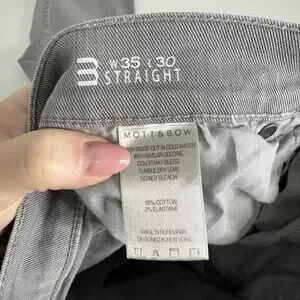 W35 L30
STRAIGHT
MOTT & BOW
WASH INSIDE OUT IN COLD WATER
WITH SIMILAR COLORS.
COLOR MAY BLEED
TUMBLE DRY LOW.
DO NOT BLEACH
98% COTTON
2% ELASTANE
MADE IN HONDURAS
DESIGNED IN NEW YORK